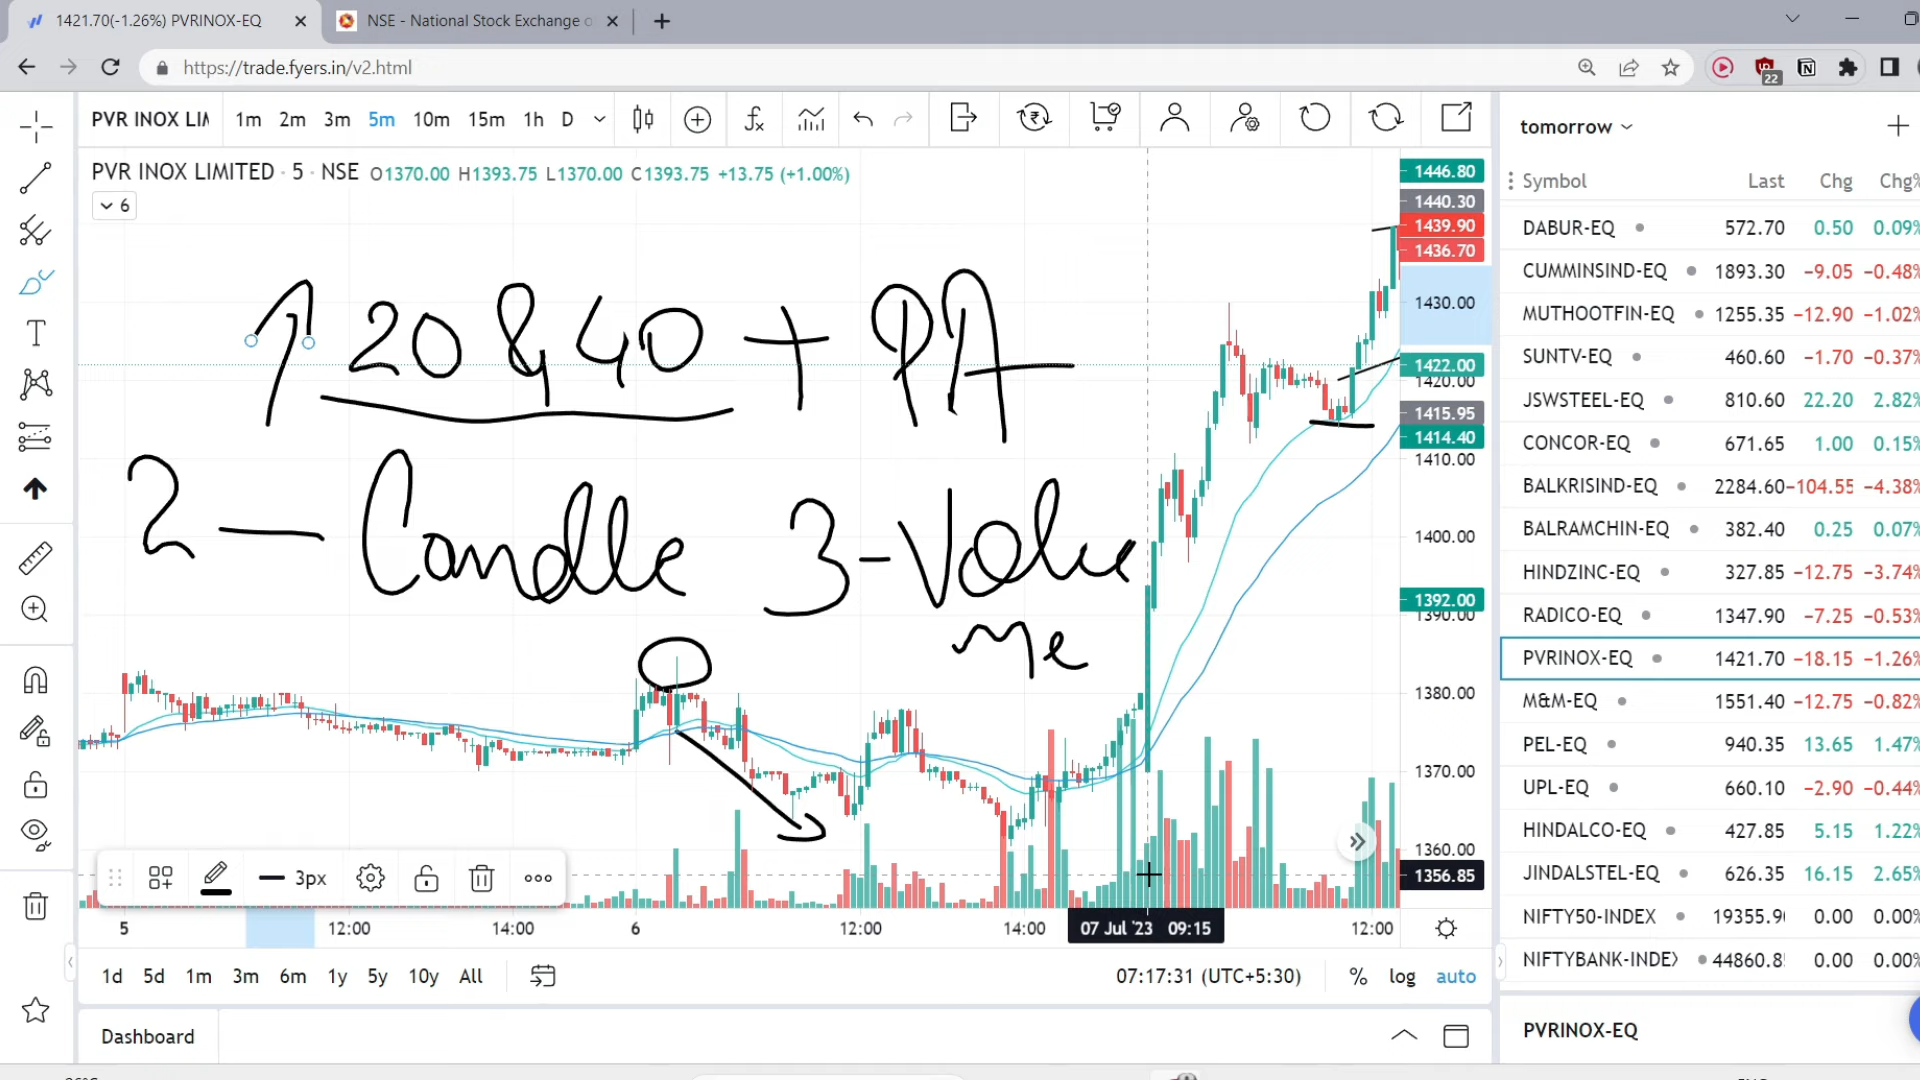 1421.70(-1.26%) PVRINOX-EQ
NSE - National Stock Exchange o
https://trade.fyers.in/v2.html
22
PVR INOX LIM 1m 2m 3m 5m 10m 15m 1h D
PVR INOX LIMITED · 5 · NSE O1370.00 H1393.75 L1370.00 C1393.75 +13.75 (+1.00%)
6
20 & 40 + PA
2 - Candle 3 - Volu
me
1446.80
1440.30
1439.90
1436.70
1430.00
1422.00
1420.00
1415.95
1414.40
1410.00
1400.00
1392.00
1390.00
1380.00
1370.00
1360.00
1356.85
3px
5 12:00 14:00 6 12:00 14:00 07 Jul '23 09:15 12:00
1d 5d 1m 3m 6m 1y 5y 10y All 07:17:31 (UTC+5:30) % log auto
Dashboard
tomorrow
Symbol Last Chg Chg%
DABUR-EQ 572.70 0.50 0.09%
CUMMINSIND-EQ 1893.30 −9.05 −0.48%
MUTHOOTFIN-EQ 1255.35 −12.90 −1.02%
SUNTV-EQ 460.60 −1.70 −0.37%
JSWSTEEL-EQ 810.60 22.20 2.82%
CONCOR-EQ 671.65 1.00 0.15%
BALKRISIND-EQ 2284.60 −104.55 −4.38%
BALRAMCHIN-EQ 382.40 0.25 0.07%
HINDZINC-EQ 327.85 −12.75 −3.74%
RADICO-EQ 1347.90 −7.25 −0.53%
PVRINOX-EQ 1421.70 −18.15 −1.26%
M&M-EQ 1551.40 −12.75 −0.82%
PEL-EQ 940.35 13.65 1.47%
UPL-EQ 660.10 −2.90 −0.44%
HINDALCO-EQ 427.85 5.15 1.22%
JINDALSTEL-EQ 626.35 16.15 2.65%
NIFTY50-INDEX 19355.90 0.00 0.00%
NIFTYBANK-INDEX 44860.8 0.00 0.00%
PVRINOX-EQ